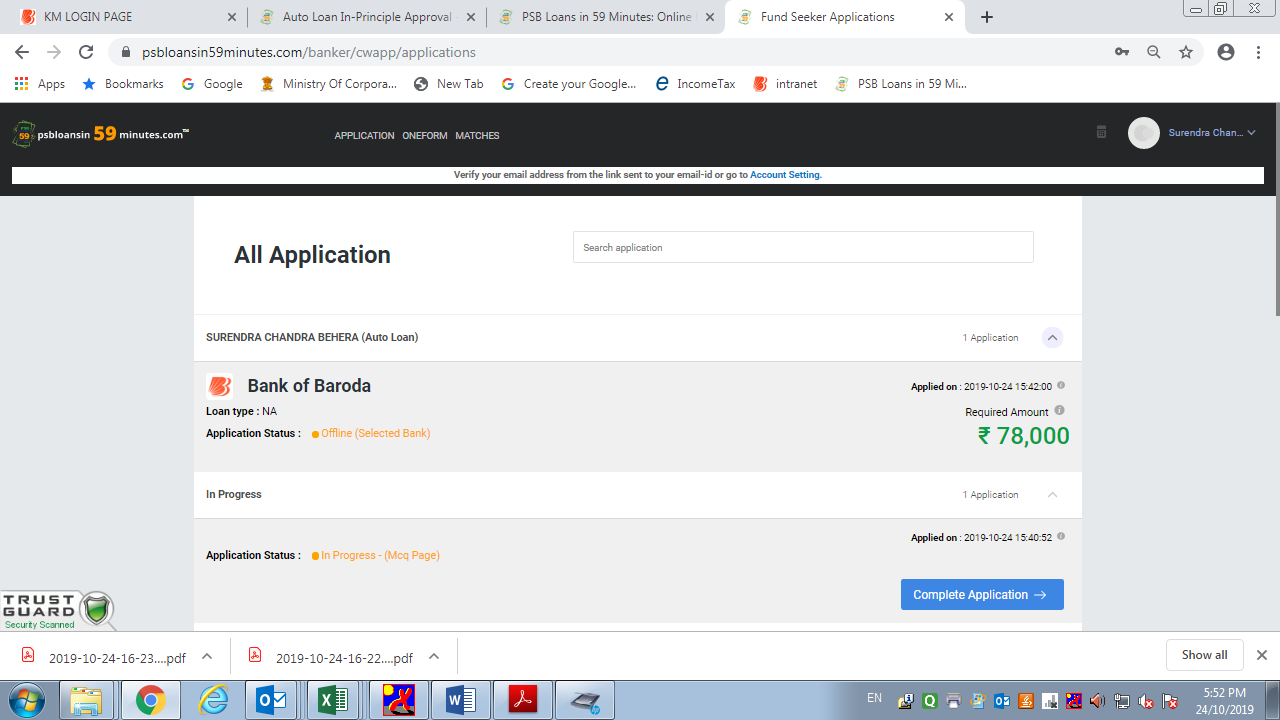 KM LOGIN PAGE
Auto Loan In-Principle Approval
PSB Loans in 59 Minutes: Online
Fund Seeker Applications
psbloansin59minutes.com/banker/cwapp/applications
Apps
Bookmarks
Google
Ministry Of Corpora...
New Tab
Create your Google...
IncomeTax
intranet
PSB Loans in 59 Mi...
psbloansin 59 minutes.com™
APPLICATION ONEFORM MATCHES
Surendra Chan...
Verify your email address from the link sent to your email-id or go to Account Setting.
All Application
Search application
SURENDRA CHANDRA BEHERA (Auto Loan)
1 Application
Bank of Baroda
Applied on : 2019-10-24 15:42:00
Loan type : NA
Required Amount
Application Status : Offline (Selected Bank)
₹ 78,000
In Progress
1 Application
Applied on : 2019-10-24 15:40:52
Application Status : In Progress - (Mcq Page)
Complete Application
TRUST
GUARD
Security Scanned
2019-10-24-16-23....pdf
2019-10-24-16-22....pdf
Show all
EN
5:52 PM
24/10/2019